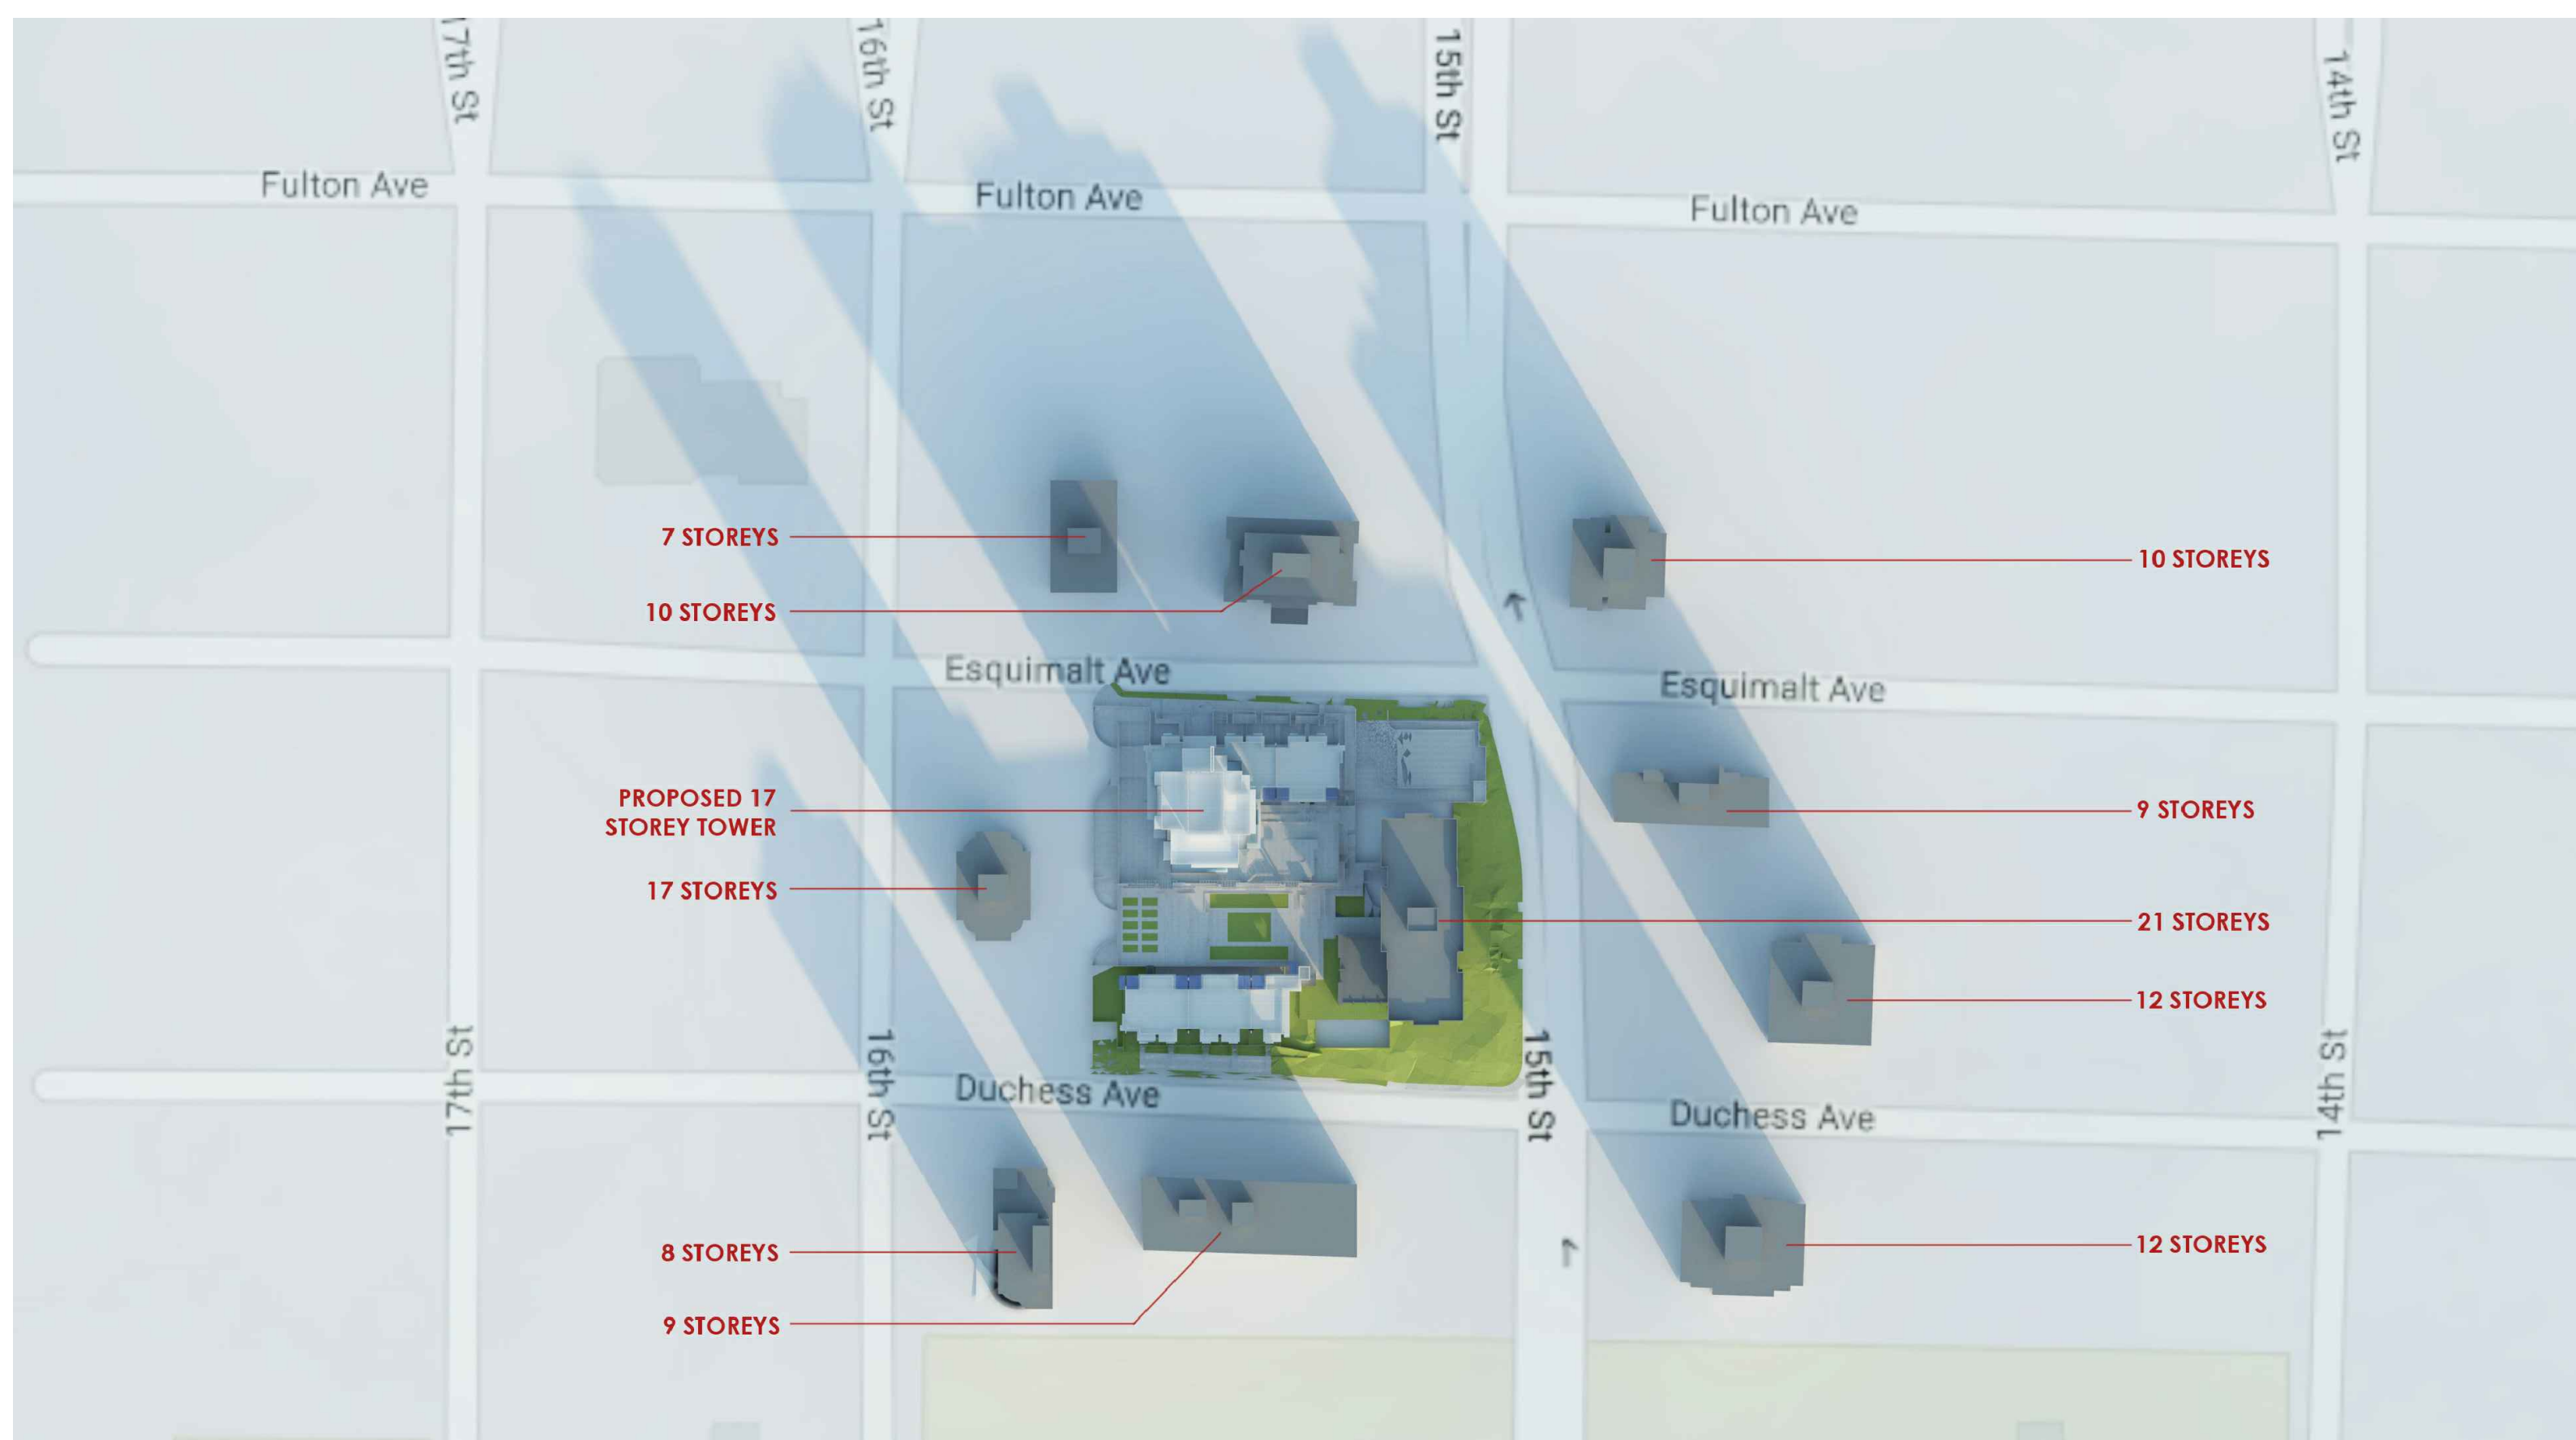 17th St
16th St
15th St
14th St
Fulton Ave
Fulton Ave
Fulton Ave
7 STOREYS
10 STOREYS
10 STOREYS
Esquimalt Ave
Esquimalt Ave
PROPOSED 17
STOREY TOWER
9 STOREYS
17 STOREYS
21 STOREYS
12 STOREYS
17th St
16th St
15th St
14th St
Duchess Ave
Duchess Ave
8 STOREYS
12 STOREYS
9 STOREYS